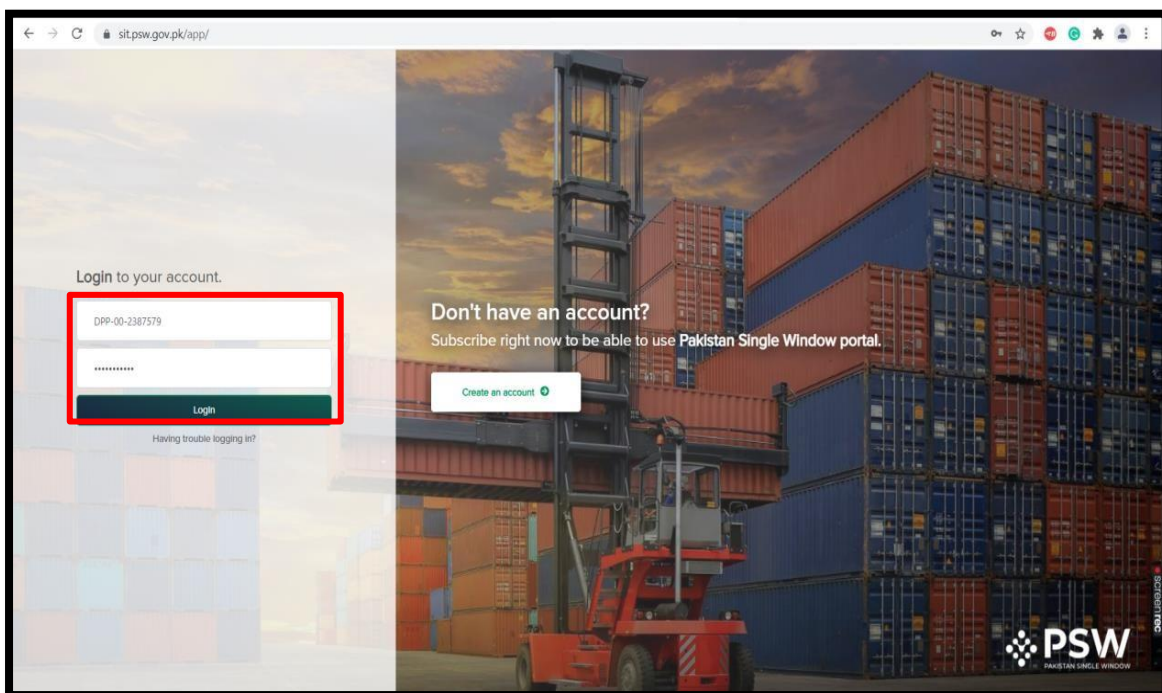 sit.psw.gov.pk/app/
Login to your account.
DPP-00-2387579
•••••••••••
Login
Having trouble logging in?
Don't have an account?
Subscribe right now to be able to use Pakistan Single Window portal.
Create an account
screenrec
PSW
PAKISTAN SINGLE WINDOW